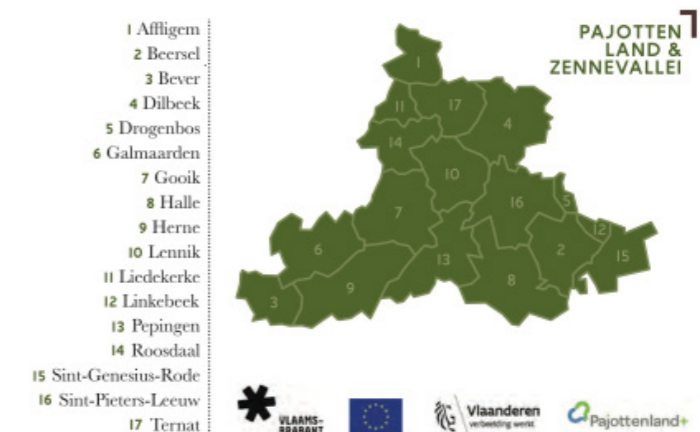 1 Affligem
2 Beersel
3 Bever
4 Dilbeek
5 Drogenbos
6 Galmaarden
7 Gooik
8 Halle
9 Herne
10 Lennik
11 Liedekerke
12 Linkebeek
13 Pepingen
14 Roosdaal
15 Sint-Genesius-Rode
16 Sint-Pieters-Leeuw
17 Ternat
PAJOTTEN
LAND &
ZENNEVALLEI
1
11
17
4
14
10
7
16
5
12
6
13
2
15
3
9
8
VLAAMS-
BRABANT
Vlaanderen
verbeelding werkt
Pajottenland+